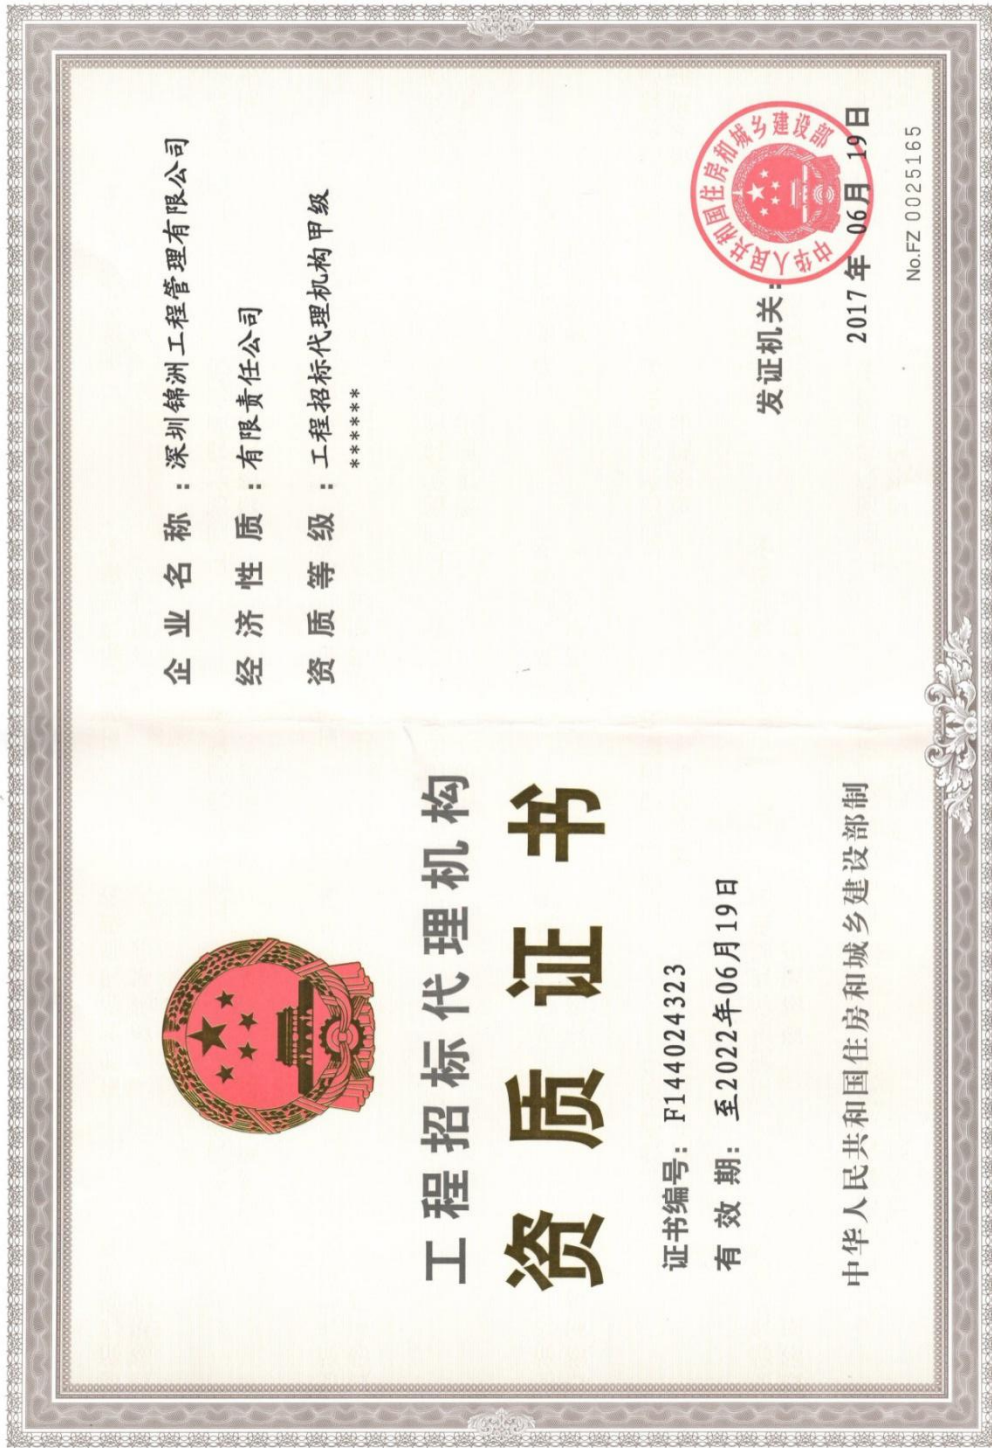 工程招标代理机构
资质证书
证书编号：F144024323
有效期：至2022年06月19日
中华人民共和国住房和城乡建设部制
企业名称：深圳锦洲工程管理有限公司
经济性质：有限责任公司
资质等级：工程招标代理机构甲级
******
发证机关：
中华人民共和国住房和城乡建设部
2017年06月19日
No.FZ 0025165